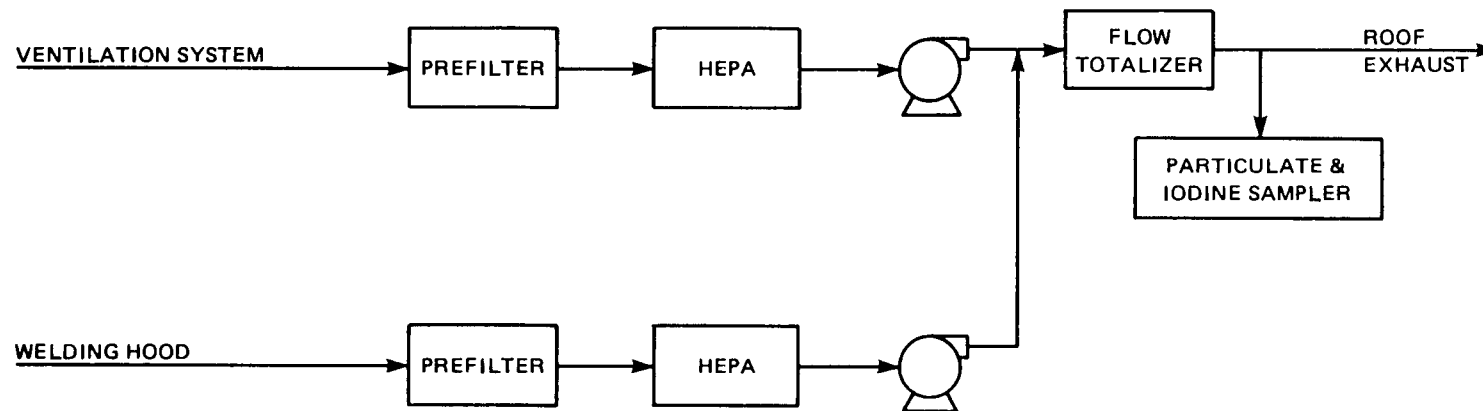 VENTILATION SYSTEM
PREFILTER
HEPA
FLOW
TOTALIZER
ROOF
EXHAUST
PARTICULATE &
IODINE SAMPLER
WELDING HOOD
PREFILTER
HEPA